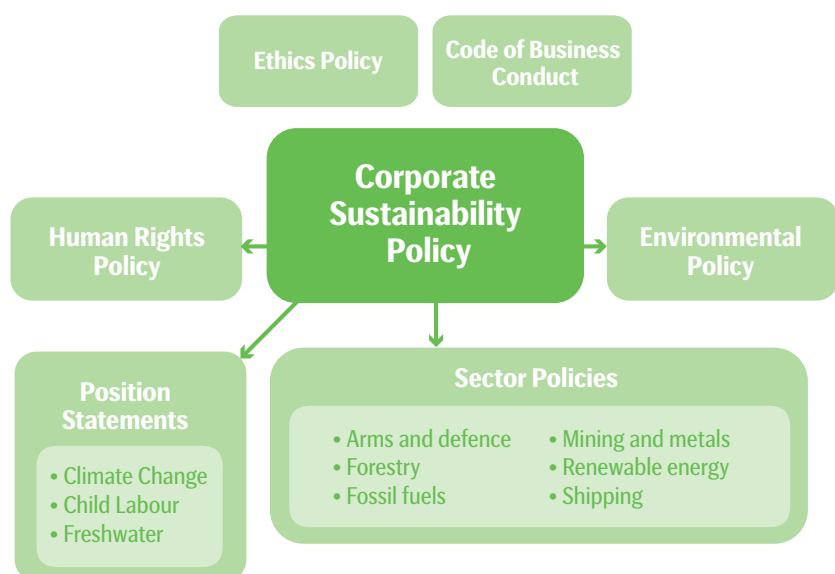 Ethics Policy
Code of Business
Conduct
Corporate
Sustainability
Policy
Human Rights
Policy
Environmental
Policy
Position
Statements
• Climate Change
• Child Labour
• Freshwater
Sector Policies
• Arms and defence
• Forestry
• Fossil fuels
• Mining and metals
• Renewable energy
• Shipping